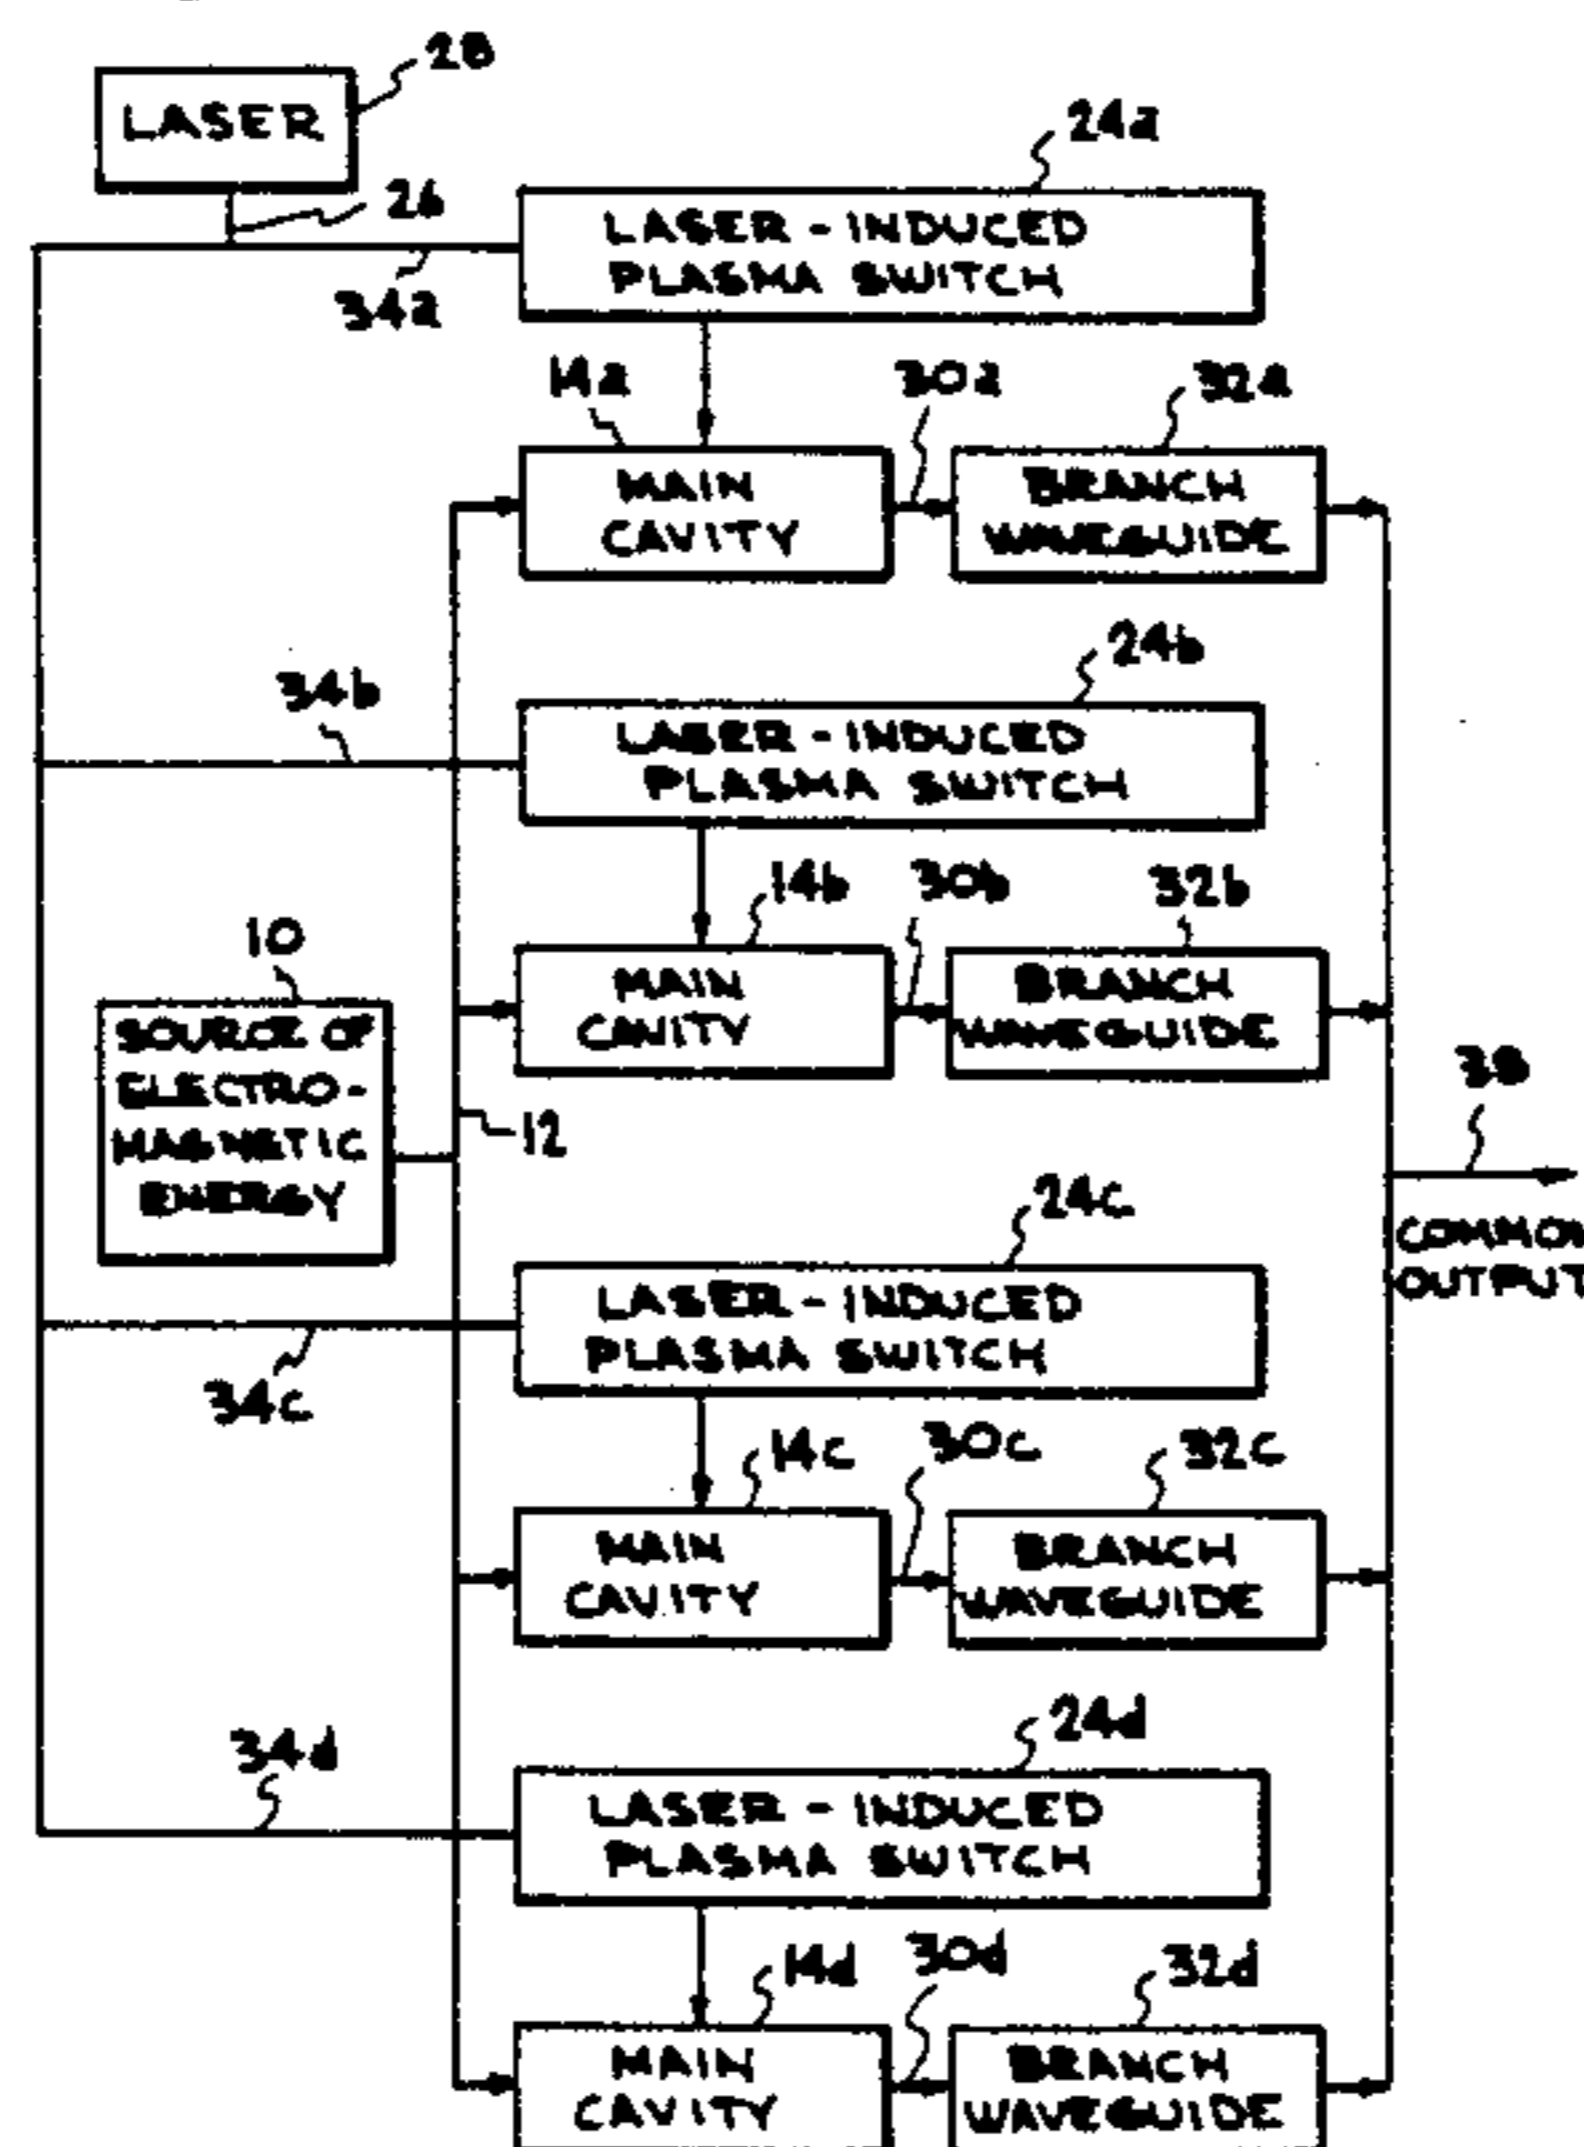 28
LASER
24a
26
LASER - INDUCED
PLASMA SWITCH
34a
14a
30a
32a
MAIN
CAVITY
BRANCH
WAVEGUIDE
24b
34b
LASER - INDUCED
PLASMA SWITCH
14b
30b
32b
10
MAIN
CAVITY
BRANCH
WAVEGUIDE
SOURCE OF
ELECTRO-
MAGNETIC
ENERGY
38
12
24c
COMMON
OUTPUT
LASER - INDUCED
PLASMA SWITCH
34c
14c
30c
32c
MAIN
CAVITY
BRANCH
WAVEGUIDE
24d
34d
LASER - INDUCED
PLASMA SWITCH
14d
30d
32d
MAIN
CAVITY
BRANCH
WAVEGUIDE